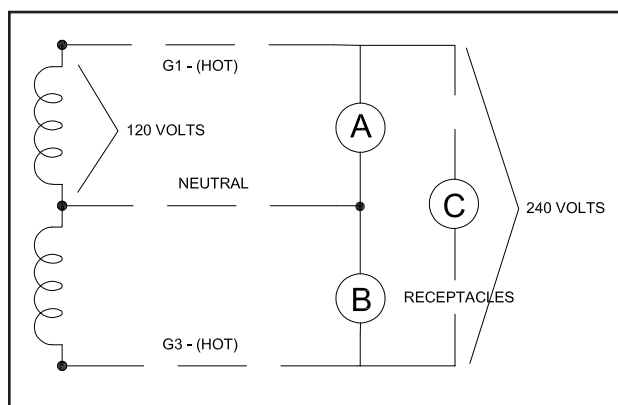 G1 - (HOT)
A
120 VOLTS
NEUTRAL
C
240 VOLTS
B
RECEPTACLES
G3 - (HOT)